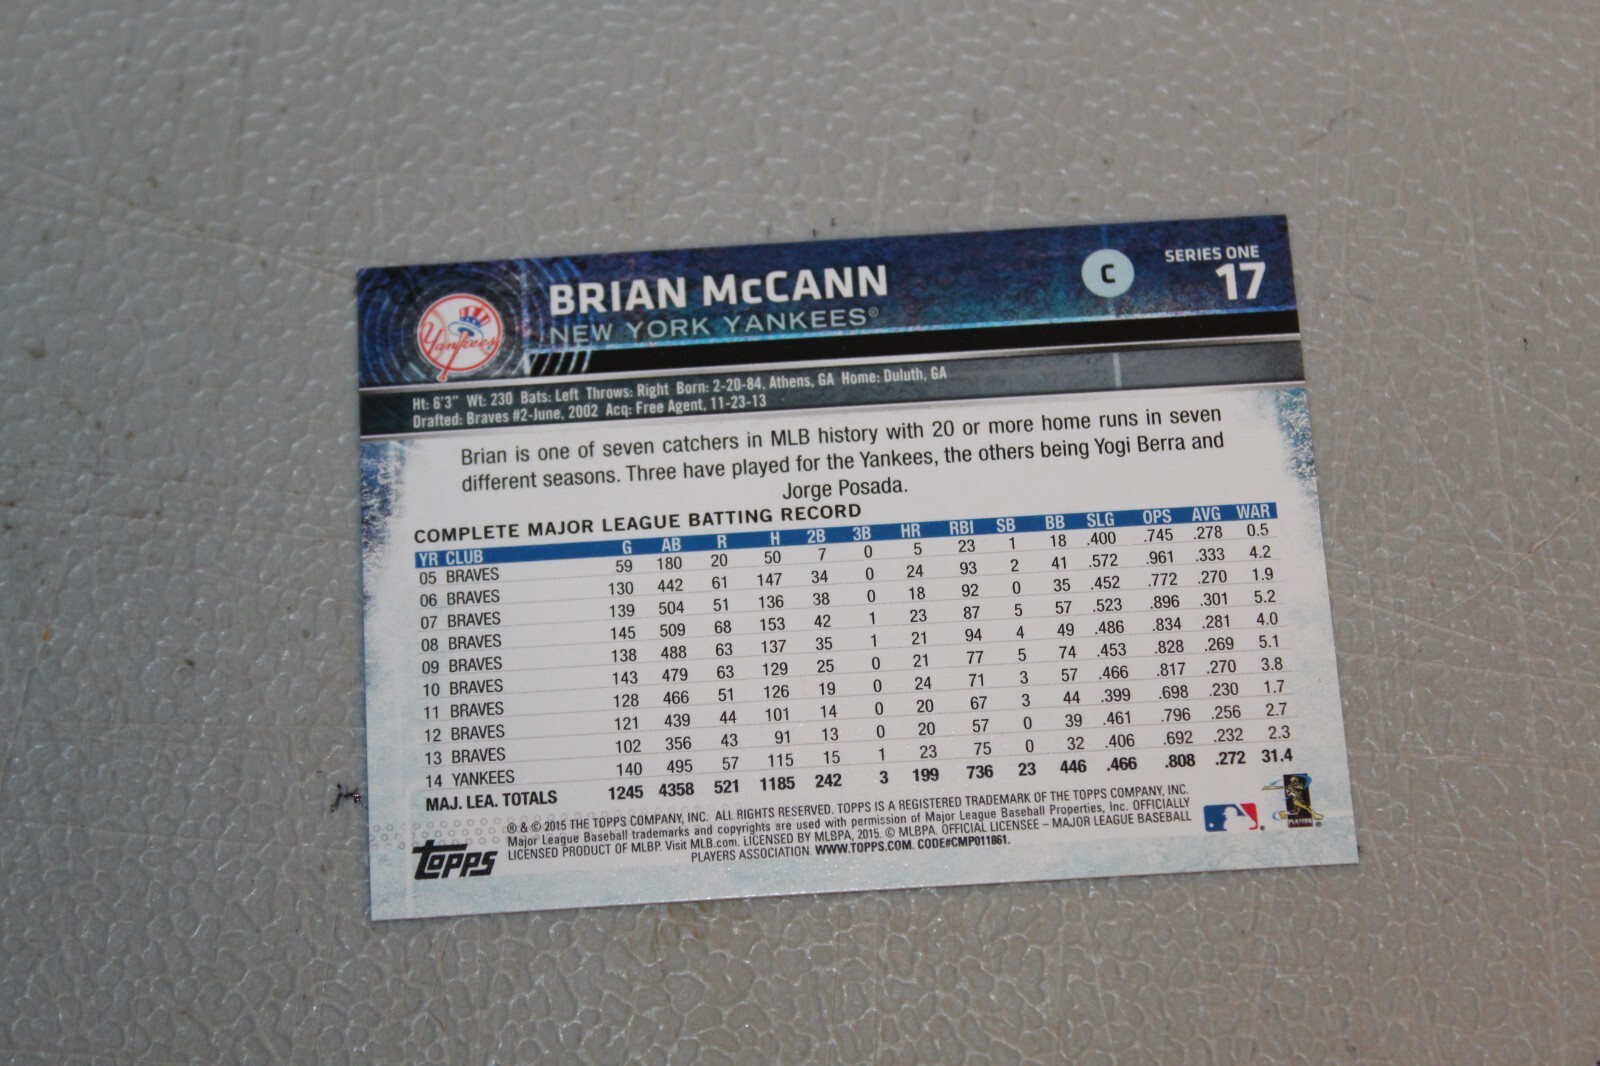 BRIAN McCANN
NEW YORK YANKEES®
C
SERIES ONE
17
Yankees
Ht: 6'3" Wt: 230 Bats: Left Throws: Right Born: 2-20-84, Athens, GA Home: Duluth, GA
Drafted: Braves #2-June, 2002 Acq: Free Agent, 11-23-13
Brian is one of seven catchers in MLB history with 20 or more home runs in seven
different seasons. Three have played for the Yankees, the others being Yogi Berra and
Jorge Posada.
COMPLETE MAJOR LEAGUE BATTING RECORD
YR CLUB G AB R H 2B 3B HR RBI SB BB SLG OPS AVG WAR
05 BRAVES 59 180 20 50 7 0 5 23 1 18 .400 .745 .278 0.5
06 BRAVES 130 442 61 147 34 0 24 93 2 41 .572 .961 .333 4.2
07 BRAVES 139 504 51 136 38 0 18 92 0 35 .452 .772 .270 1.9
08 BRAVES 145 509 68 153 42 1 23 87 5 57 .523 .896 .301 5.2
09 BRAVES 138 488 63 137 35 1 21 94 4 49 .486 .834 .281 4.0
10 BRAVES 143 479 63 129 25 0 21 77 5 74 .453 .828 .269 5.1
11 BRAVES 128 466 51 126 19 0 24 71 3 57 .466 .817 .270 3.8
12 BRAVES 121 439 44 101 14 0 20 67 3 44 .399 .698 .230 1.7
13 BRAVES 102 356 43 91 13 0 20 57 0 39 .461 .796 .256 2.7
14 YANKEES 140 495 57 115 15 1 23 75 0 32 .406 .692 .232 2.3
MAJ. LEA. TOTALS 1245 4358 521 1185 242 3 199 736 23 446 .466 .808 .272 31.4
® & © 2015 THE TOPPS COMPANY, INC. ALL RIGHTS RESERVED. TOPPS IS A REGISTERED TRADEMARK OF THE TOPPS COMPANY, INC.
Major League Baseball trademarks and copyrights are used with permission of Major League Baseball Properties, Inc. OFFICIALLY
LICENSED PRODUCT OF MLBP. Visit MLB.com. LICENSED BY MLBPA, 2015. © MLBPA. OFFICIAL LICENSEE – MAJOR LEAGUE BASEBALL
PLAYERS ASSOCIATION. WWW.TOPPS.COM. CODE#CMP011861.
TOPPS